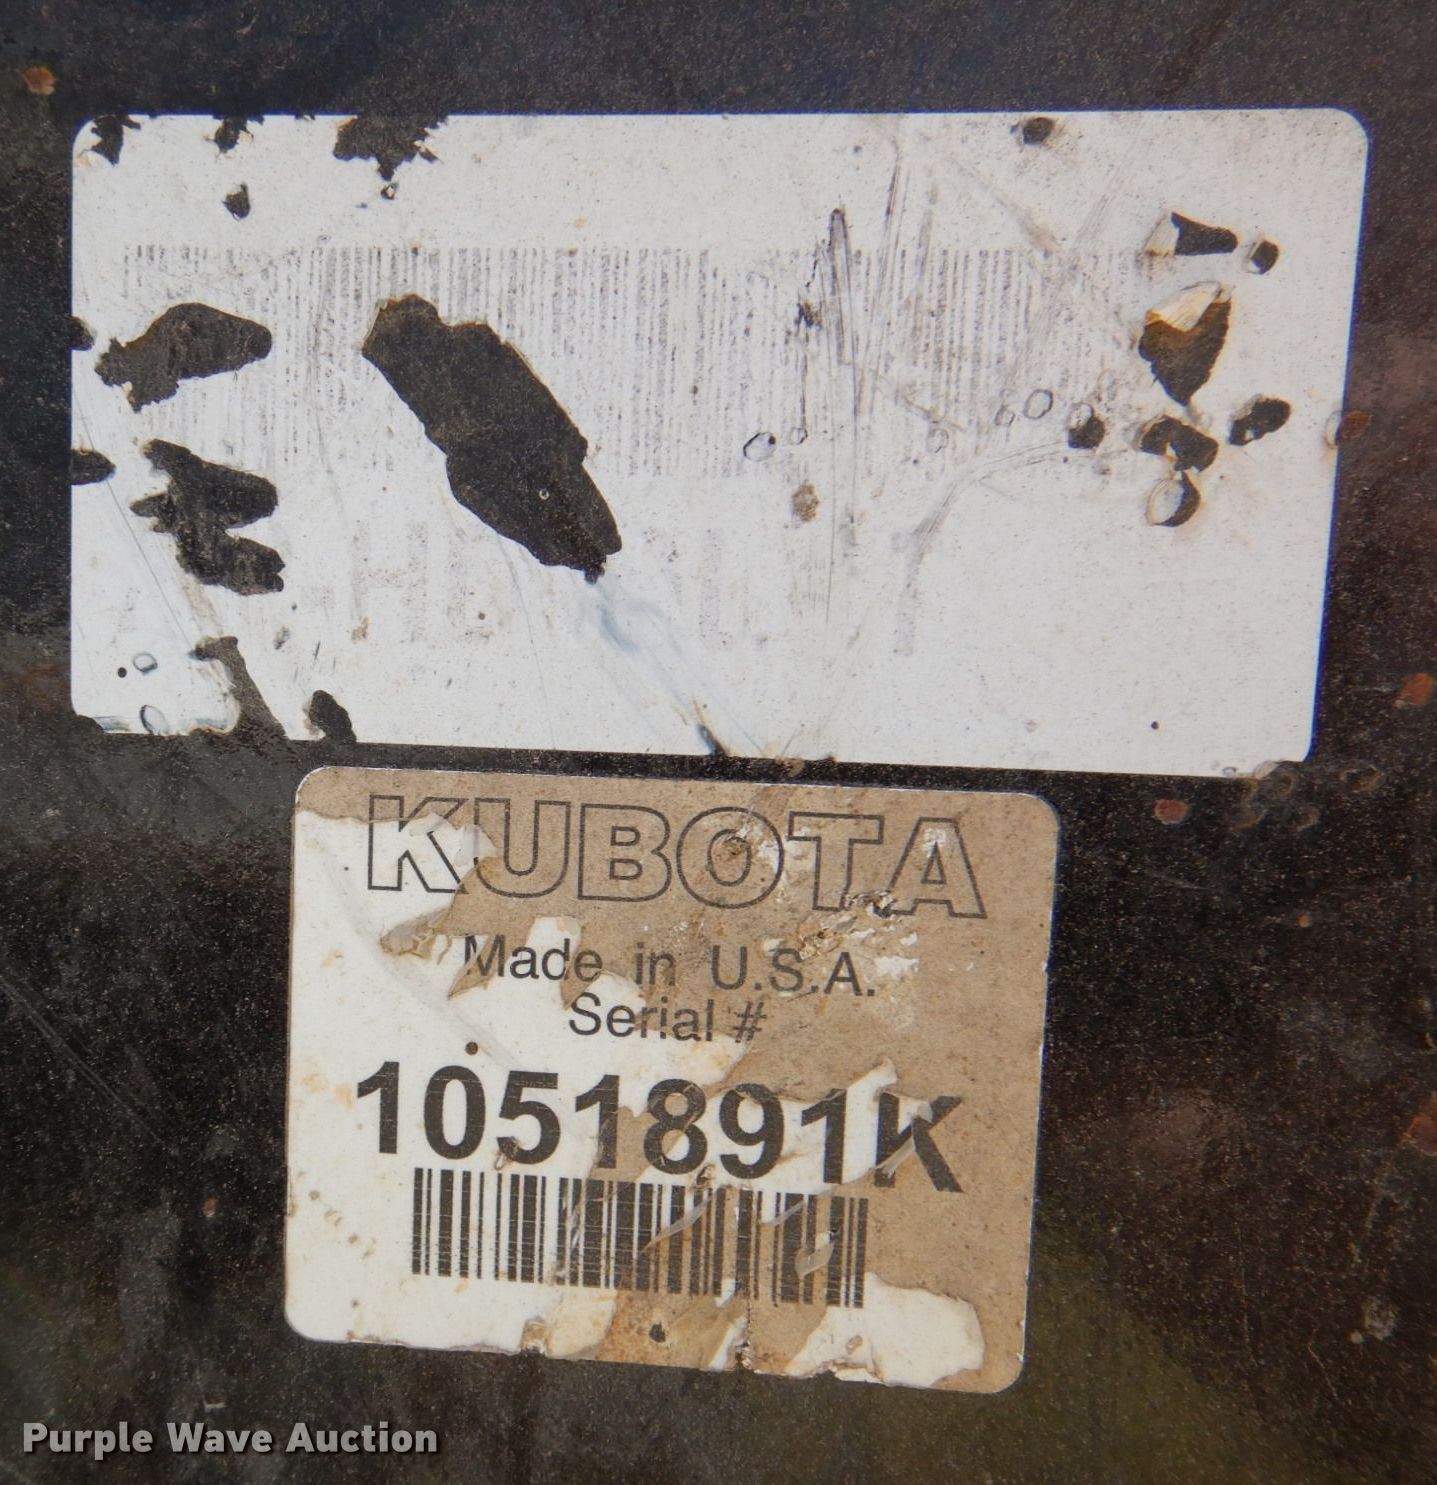 KUBOTA
Made in U.S.A.
Serial #
1051891K
Purple Wave Auction